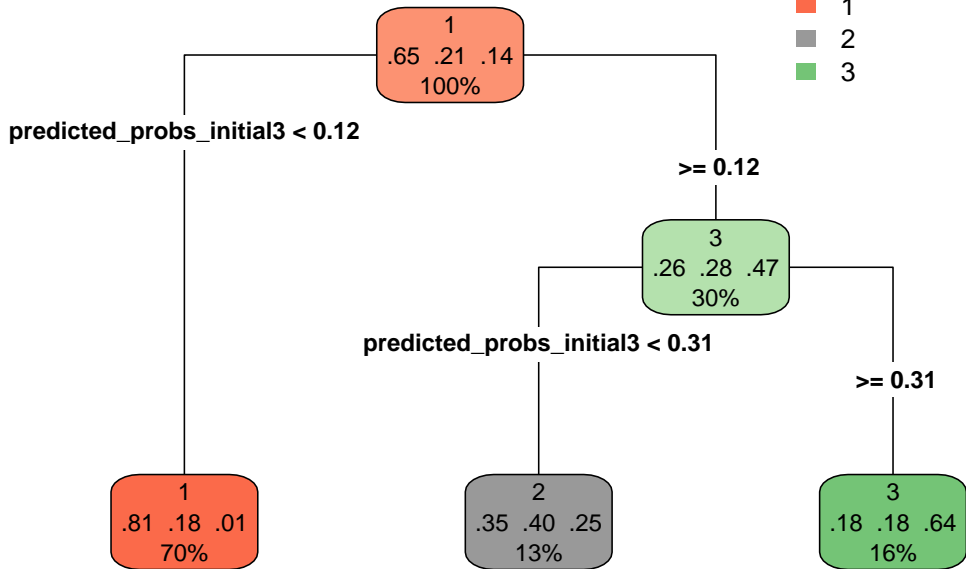 1
.65 .21 .14
100%
1
2
3
predicted_probs_initial3 < 0.12
>= 0.12
3
.26 .28 .47
30%
predicted_probs_initial3 < 0.31
>= 0.31
1
.81 .18 .01
70%
2
.35 .40 .25
13%
3
.18 .18 .64
16%